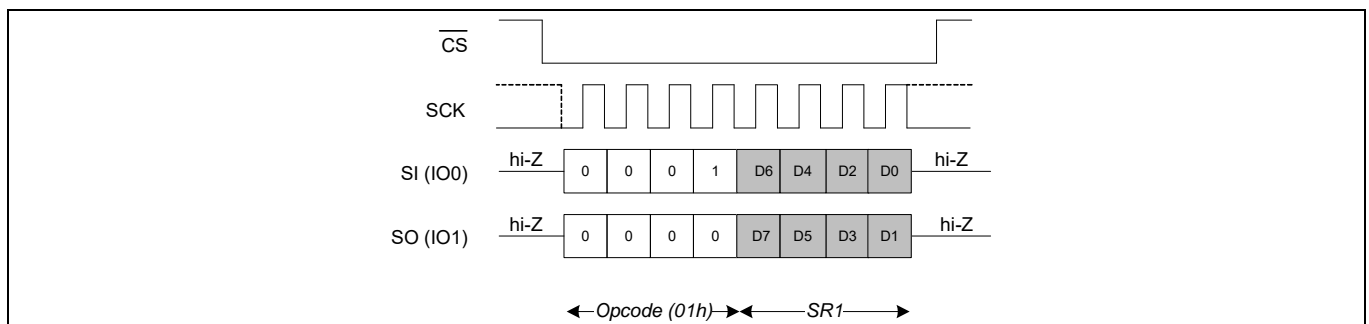 CS
SCK
SI (IO0) hi-Z 0 0 0 1 D6 D4 D2 D0 hi-Z
SO (IO1) hi-Z 0 0 0 0 D7 D5 D3 D1 hi-Z
Opcode (01h) SR1